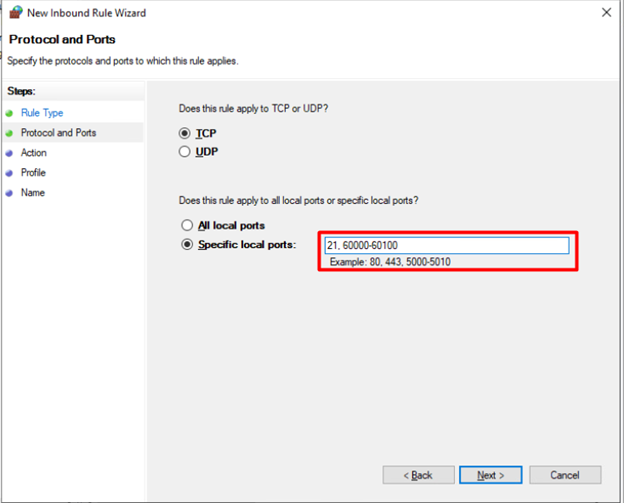 New Inbound Rule Wizard
Protocol and Ports
Specify the protocols and ports to which this rule applies.
Steps:
Rule Type
Protocol and Ports
Action
Profile
Name
Does this rule apply to TCP or UDP?
TCP
UDP
Does this rule apply to all local ports or specific local ports?
All local ports
Specific local ports:
21, 60000-60100
Example: 80, 443, 5000-5010
< Back
Next >
Cancel